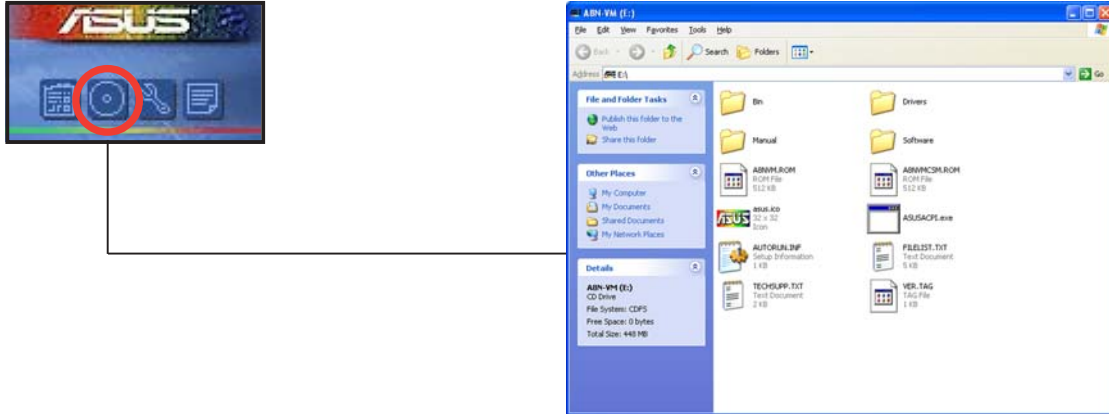 ASUS
A8N-VM (E:)
File Edit View Favorites Tools Help
Back Search Folders
Address E:\ Go
File and Folder Tasks
Publish this folder to the
Web
Share this folder
Other Places
My Computer
My Documents
Shared Documents
My Network Places
Details
A8N-VM (E:)
CD Drive
File System: CDFS
Free Space: 0 bytes
Total Size: 448 MB
Bin
Drivers
Manual
Software
A8NVM.ROM
ROM File
512 KB
A8NVMCSM.ROM
ROM File
512 KB
ASUS
asus.ico
32 x 32
Icon
ASUSACPI.exe
AUTORUN.INF
Setup Information
1 KB
FILELIST.TXT
Text Document
5 KB
TECHSUPP.TXT
Text Document
2 KB
VER.TAG
TAG File
1 KB